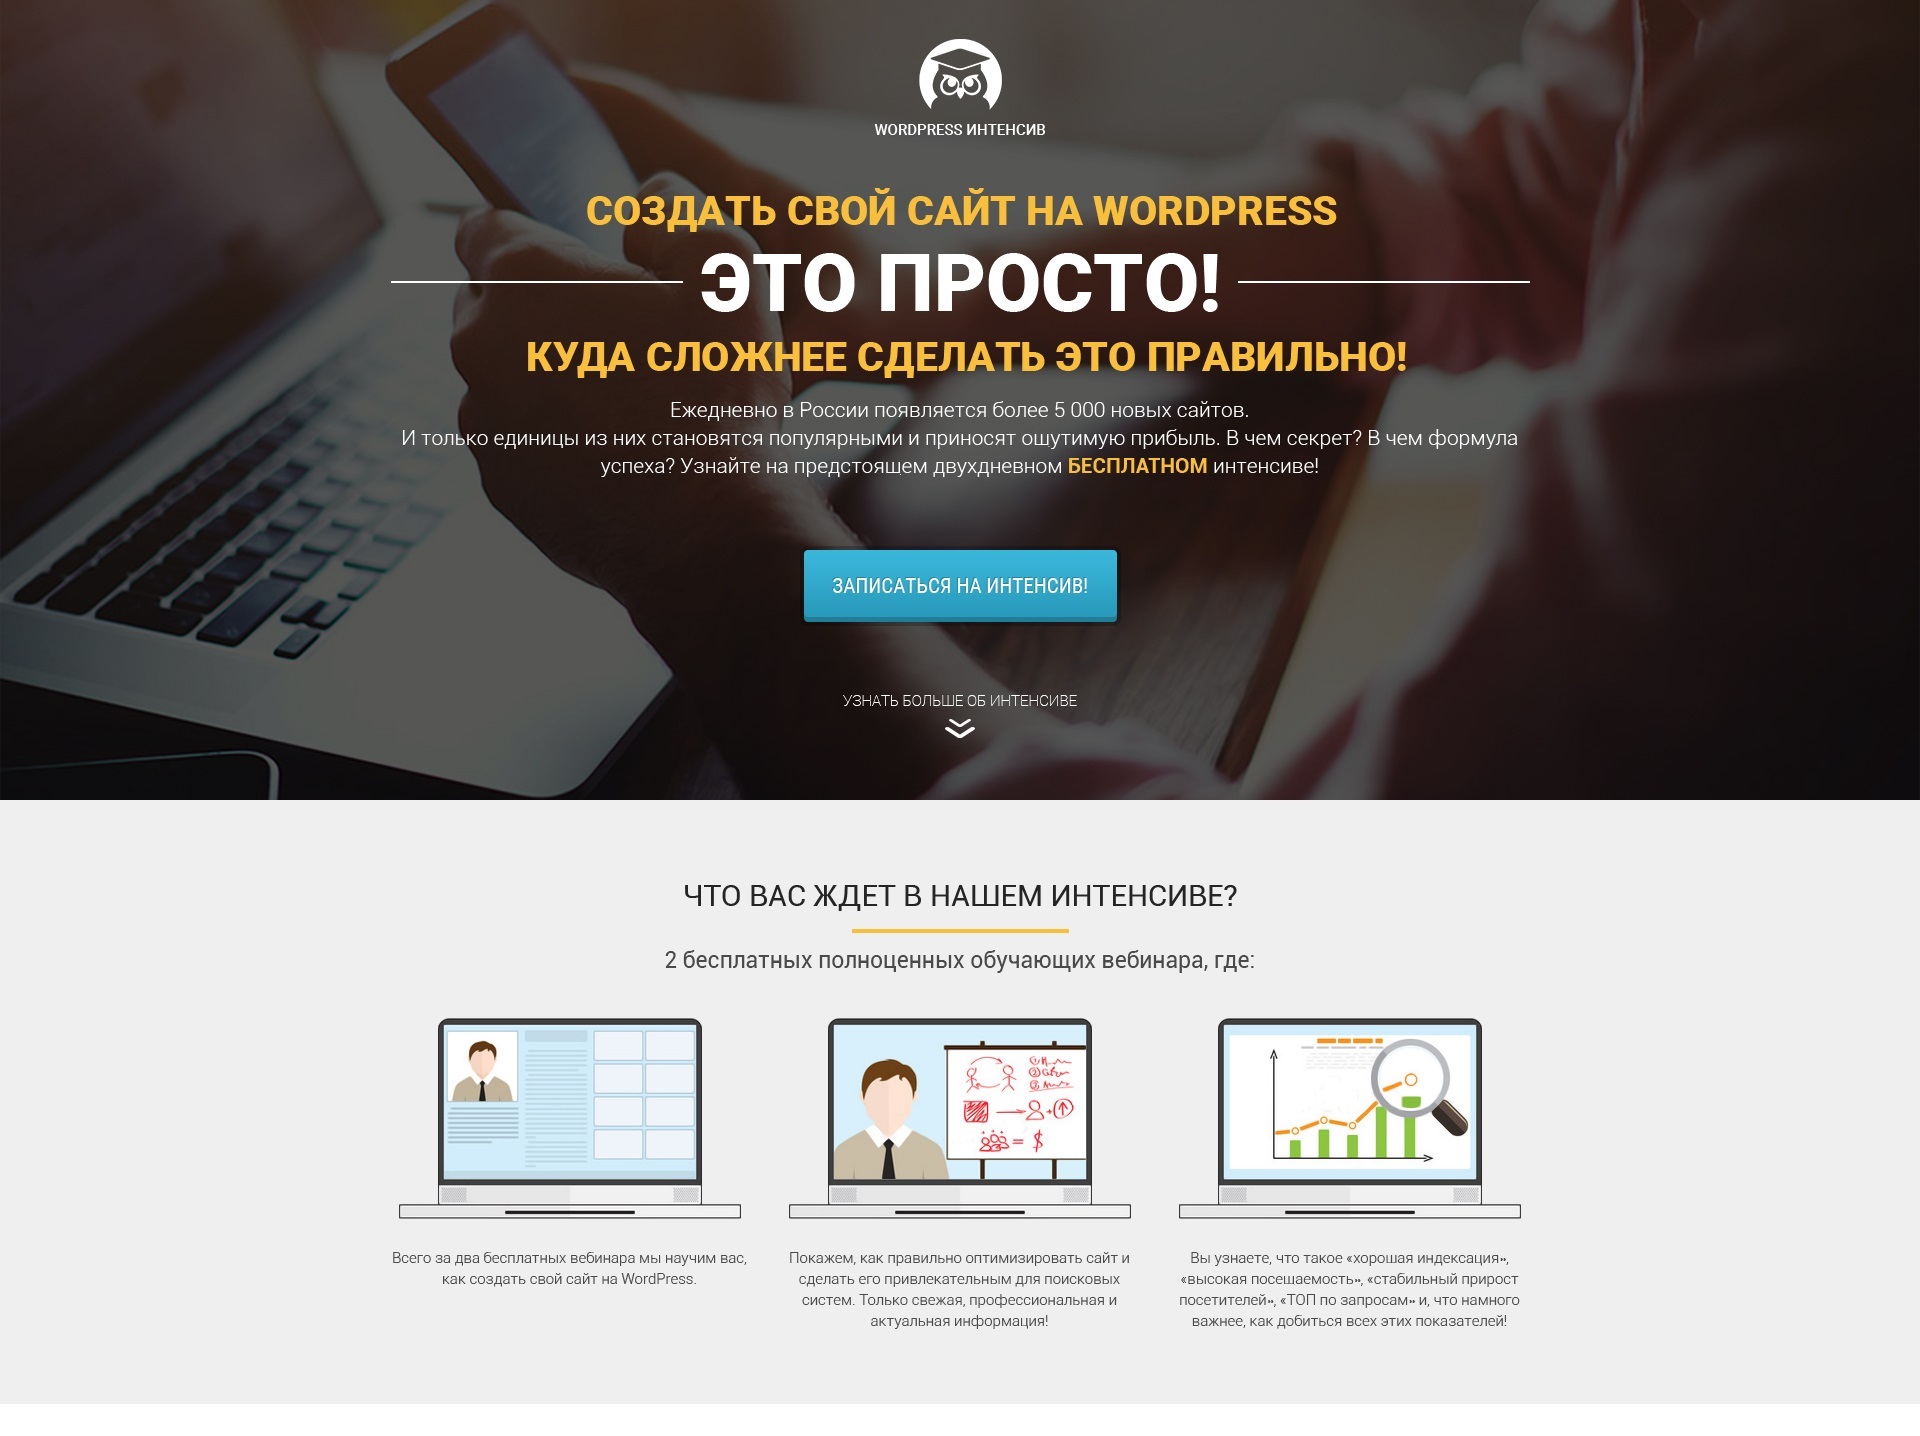 WORDPRESS ИНТЕНСИВ
СОЗДАТЬ СВОЙ САЙТ НА WORDPRESS
ЭТО ПРОСТО!
КУДА СЛОЖНЕЕ СДЕЛАТЬ ЭТО ПРАВИЛЬНО!
Ежедневно в России появляется более 5 000 новых сайтов.
И только единицы из них становятся популярными и приносят ошутимую прибыль. В чем секрет? В чем формула
успеха? Узнайте на предстояшем двухдневном БЕСПЛАТНОМ интенсиве!
ЗАПИСАТЬСЯ НА ИНТЕНСИВ!
УЗНАТЬ БОЛЬШЕ ОБ ИНТЕНСИВЕ
ЧТО ВАС ЖДЕТ В НАШЕМ ИНТЕНСИВЕ?
2 бесплатных полноценных обучающих вебинара, где:
Всего за два бесплатных вебинара мы научим вас,
как создать свой сайт на WordPress.
Покажем, как правильно оптимизировать сайт и
сделать его привлекательным для поисковых
систем. Только свежая, профессиональная и
актуальная информация!
Вы узнаете, что такое «хорошая индексация»,
«высокая посещаемость», «стабильный прирост
посетителей», «ТОП по запросам» и, что намного
важнее, как добиться всех этих показателей!